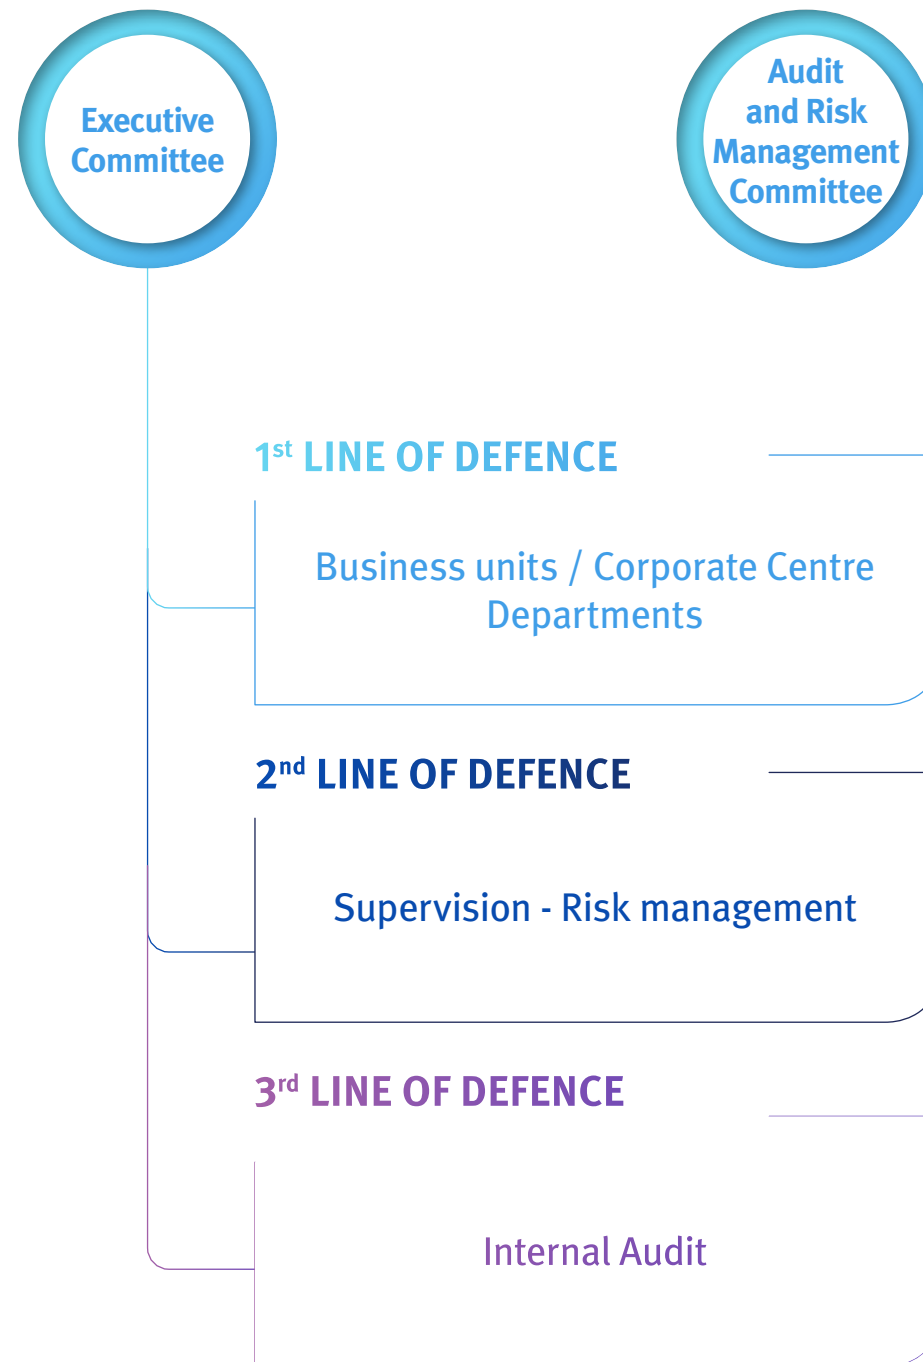 Executive
Committee
Audit
and Risk
Management
Committee
1st LINE OF DEFENCE
Business units / Corporate Centre
Departments
2nd LINE OF DEFENCE
Supervision - Risk management
3rd LINE OF DEFENCE
Internal Audit